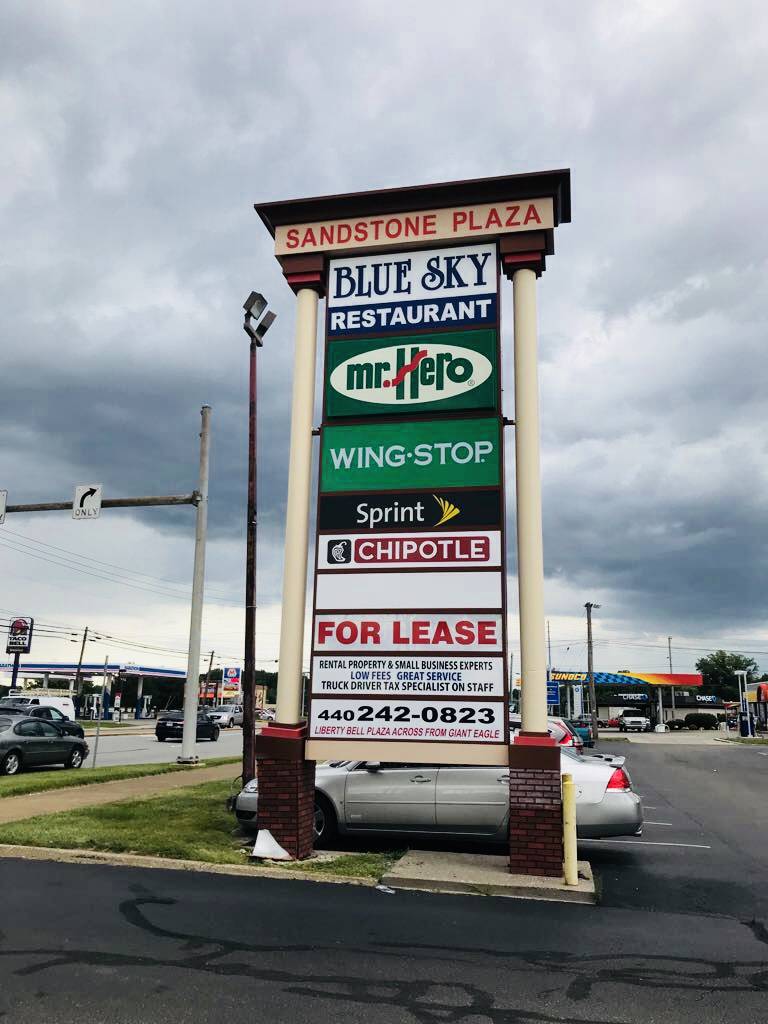 SANDSTONE PLAZA
BLUE SKY
RESTAURANT
mr. Hero
WING·STOP
Sprint
CHIPOTLE
FOR LEASE
RENTAL PROPERTY & SMALL BUSINESS EXPERTS
LOW FEES GREAT SERVICE
TRUCK DRIVER TAX SPECIALIST ON STAFF
440 242-0823
LIBERTY BELL PLAZA ACROSS FROM GIANT EAGLE
ONLY
TACO
BELL
SUNOCO
CHASE
CHASE